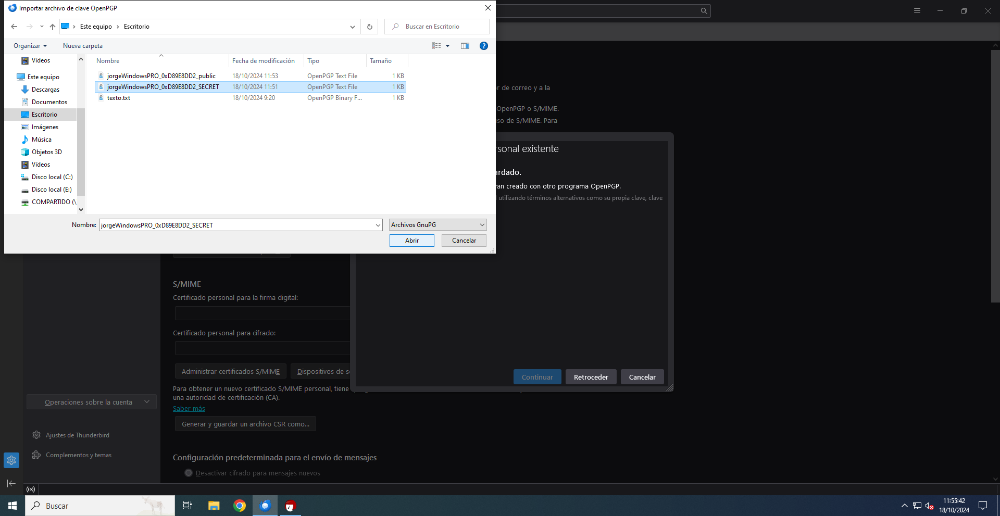 Importar archivo de clave OpenPGP
Este equipo
Escritorio
Buscar en Escritorio
Organizar
Nueva carpeta
Vídeos
Este equipo
Descargas
Documentos
Escritorio
Imágenes
Música
Objetos 3D
Vídeos
Disco local (C:)
Disco local (E:)
COMPARTIDO (\
Nombre
Fecha de modificación
Tipo
Tamaño
jorgeWindowsPRO_0xD89E8DD2_public
18/10/2024 11:53
OpenPGP Text File
1 KB
jorgeWindowsPRO_0xD89E8DD2_SECRET
18/10/2024 11:51
OpenPGP Text File
1 KB
texto.txt
18/10/2024 9:20
OpenPGP Binary F...
1 KB
Nombre:
jorgeWindowsPRO_0xD89E8DD2_SECRET
Archivos GnuPG
Abrir
Cancelar
r de correo y a la
OpenPGP o S/MIME.
so de S/MIME. Para
rsonal existente
ardado.
van creado con otro programa OpenPGP.
l utilizando términos alternativos como su propia clave, clave
Continuar
Retroceder
Cancelar
S/MIME
Certificado personal para la firma digital:
Certificado personal para cifrado:
Administrar certificados S/MIME
Dispositivos de se
Para obtener un nuevo certificado S/MIME personal, tiene
una autoridad de certificación (CA).
Saber más
Generar y guardar un archivo CSR como...
Configuración predeterminada para el envío de mensajes
Desactivar cifrado para mensajes nuevos
Operaciones sobre la cuenta
Ajustes de Thunderbird
Complementos y temas
Buscar
11:55:42
18/10/2024